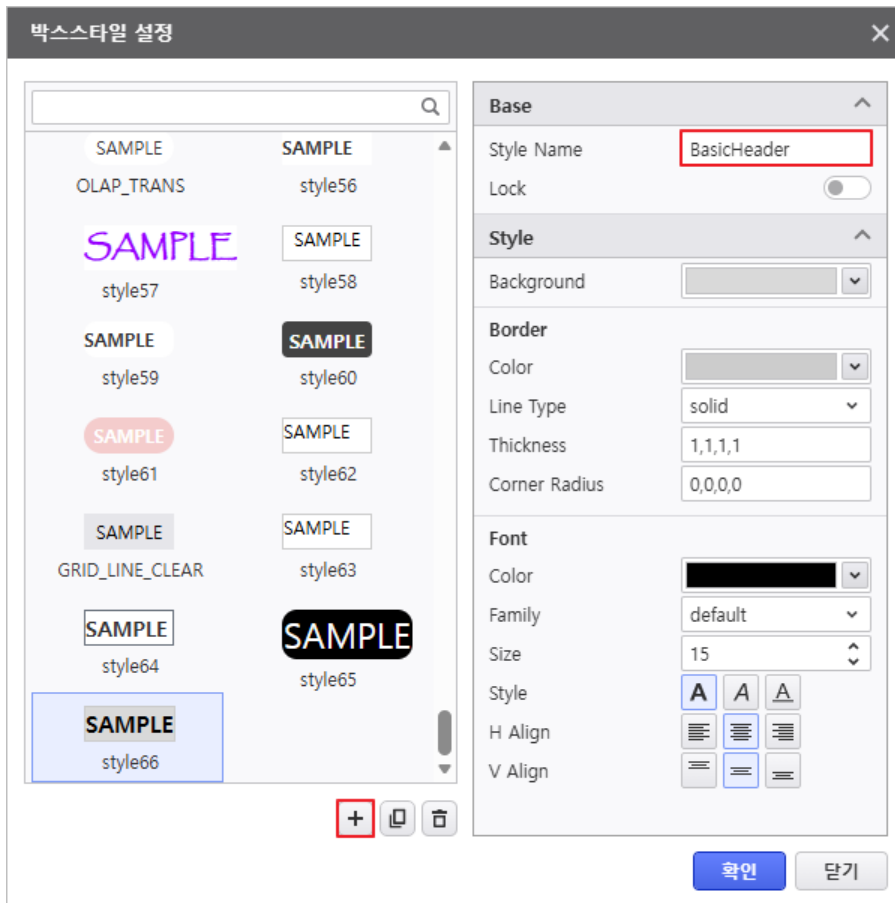 박스스타일 설정
SAMPLE
OLAP_TRANS
SAMPLE
style56
SAMPLE
style57
SAMPLE
style58
SAMPLE
style59
SAMPLE
style60
SAMPLE
style61
SAMPLE
style62
SAMPLE
GRID_LINE_CLEAR
SAMPLE
style63
SAMPLE
style64
SAMPLE
style65
SAMPLE
style66
Base
Style Name BasicHeader
Lock
Style
Background
Border
Color
Line Type solid
Thickness 1,1,1,1
Corner Radius 0,0,0,0
Font
Color
Family default
Size 15
Style A A A
H Align
V Align
확인 닫기